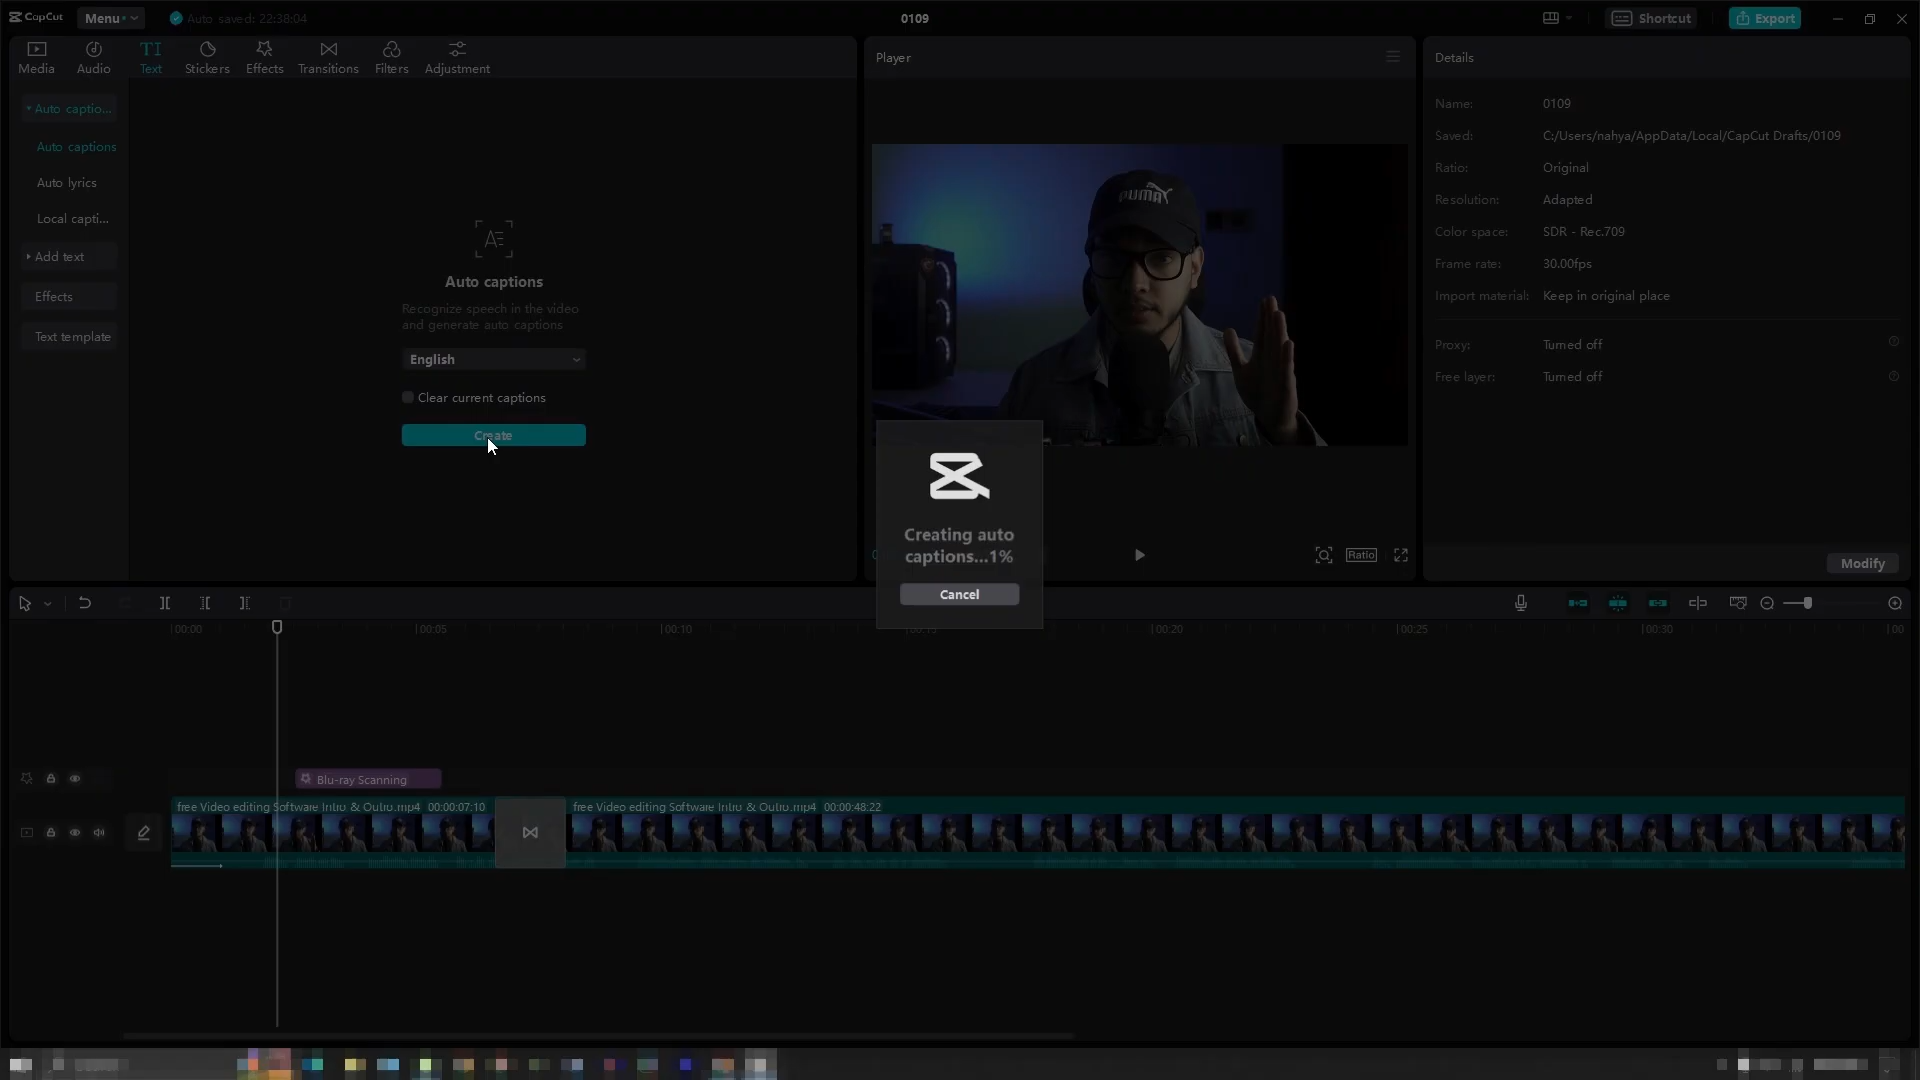 CapCut
Menu
Auto saved: 22:38:04
0109
Shortcut
Export
Media
Audio
TI
Text
Stickers
Effects
Transitions
Filters
Adjustment
Player
Details
Auto captio...
Auto captions
Auto lyrics
Local capti...
Add text
Effects
Text template
Auto captions
Recognize speech in the video
and generate auto captions
English
Clear current captions
Create
PUMA
Name: 0109
Saved: C:/Users/nahya/AppData/Local/CapCut Drafts/0109
Ratio: Original
Resolution: Adapted
Color space: SDR - Rec.709
Frame rate: 30.00fps
Import material: Keep in original place
Proxy: Turned off
Free layer: Turned off
Creating auto
captions...1%
Cancel
Ratio
Modify
00:00
00:05
00:10
00:15
00:20
00:25
00:30
00
Blu-ray Scanning
free Video editing Software Intro & Outro.mp4 00:00:07:10
free Video editing Software Intro & Outro.mp4 00:00:48:22